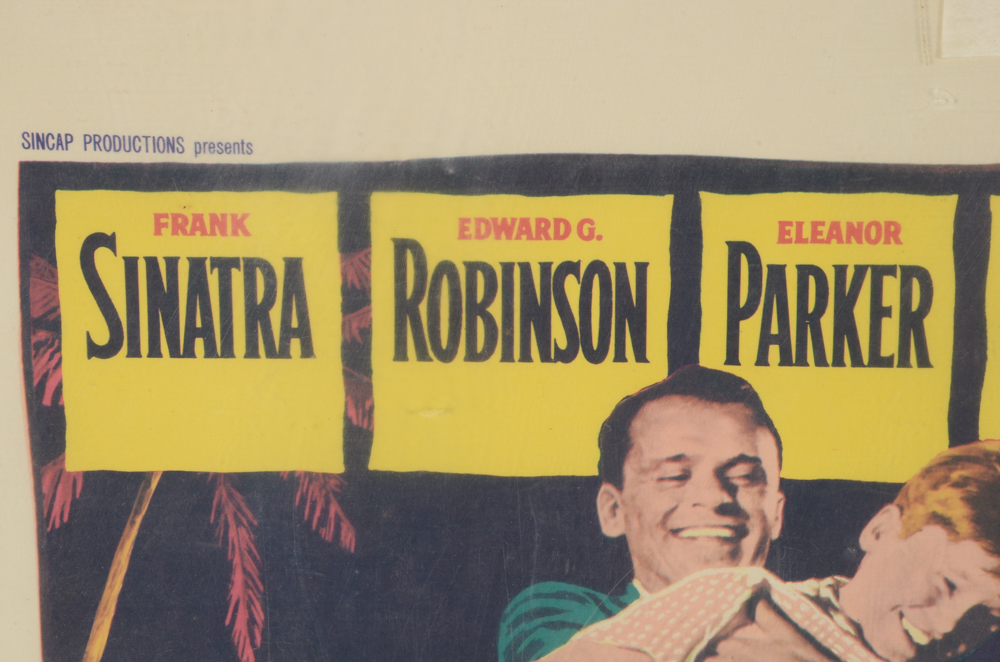 SINCAP PRODUCTIONS presents
FRANK
SINATRA
EDWARD G.
ROBINSON
ELEANOR
PARKER